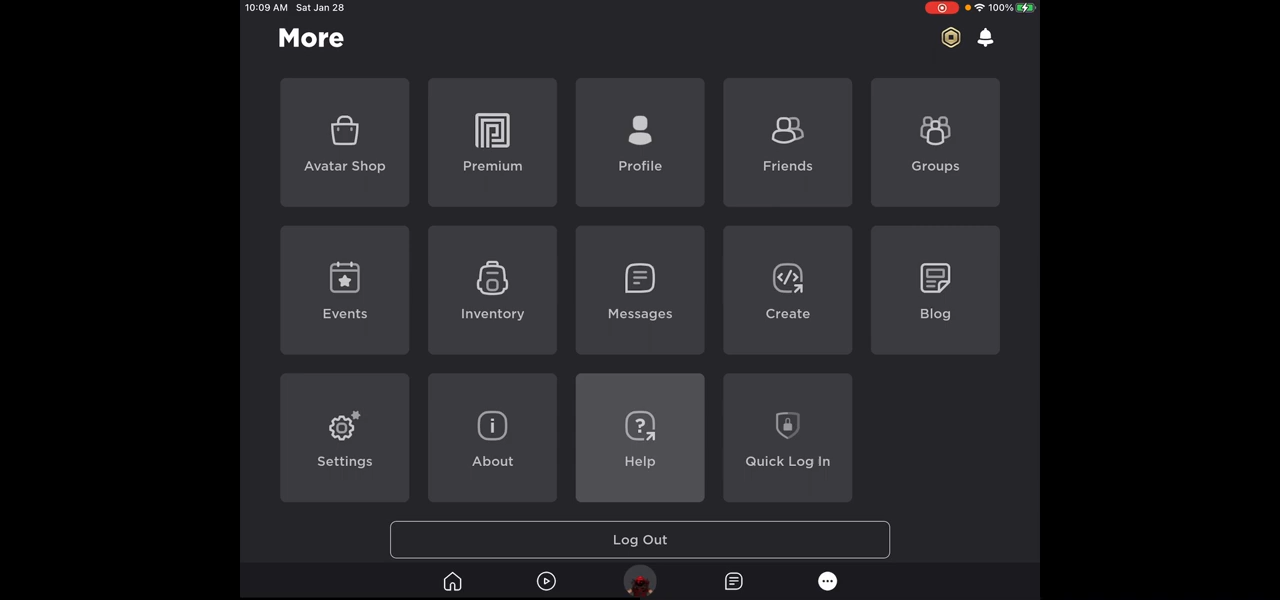 10:09 AM Sat Jan 28 100%
More
Avatar Shop Premium Profile Friends Groups
Events Inventory Messages Create Blog
Settings About Help Quick Log In
Log Out